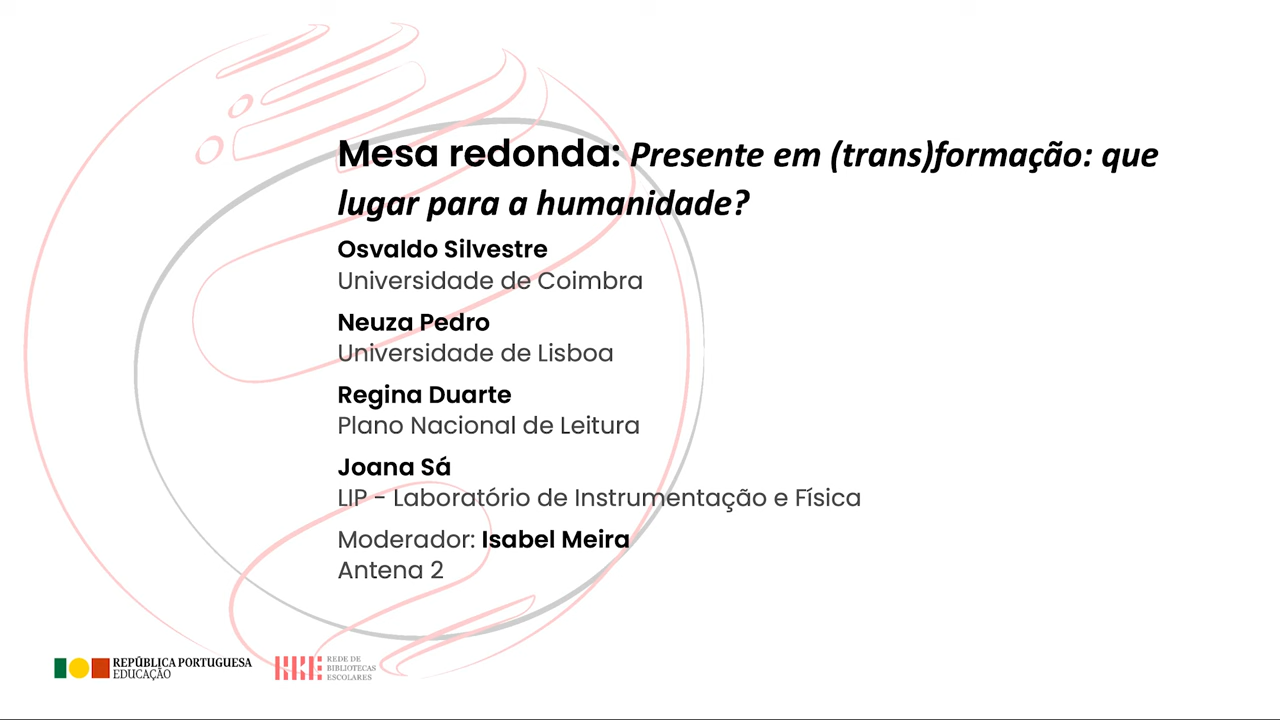 Mesa redonda: Presente em (trans)formação: que
lugar para a humanidade?
Osvaldo Silvestre
Universidade de Coimbra
Neuza Pedro
Universidade de Lisboa
Regina Duarte
Plano Nacional de Leitura
Joana Sá
LIP - Laboratório de Instrumentação e Física
Moderador: Isabel Meira
Antena 2
REPÚBLICA PORTUGUESA
EDUCAÇÃO
REDE DE
BIBLIOTECAS
ESCOLARES